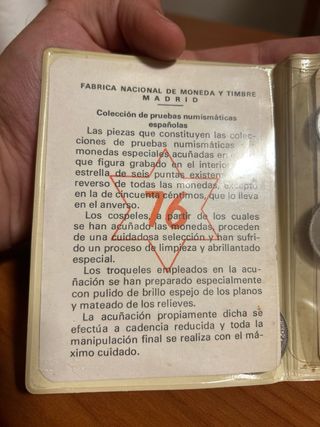 FABRICA NACIONAL DE MONEDA Y TIMBRE
MADRID
Colección de pruebas numismáticas
españolas
Las piezas que constituyen las colec-
ciones de pruebas numismáticas
monedas especial acuñadas en el
que figura grabado en el interior
estrella de seis puntas existen
reverso de todas las monedas, excepto
en la de cincuenta céntimos, que lo lleva
en el anverso.
76
Los cospeles a partir de los cuales
se han acuñado las monedas, proceden
de una cuidadosa selección y han sufri-
do un proceso de limpieza y abrillantado
especial.
Los troqueles empleados en la acu-
ñación se han preparado especialmente
con pulido de brillo espejo de los planos
y mateado de los relieves.
La acuñación propiamente dicha se
efectúa a cadencia reducida y toda la
manipulación final se realiza con el má-
ximo cuidado.